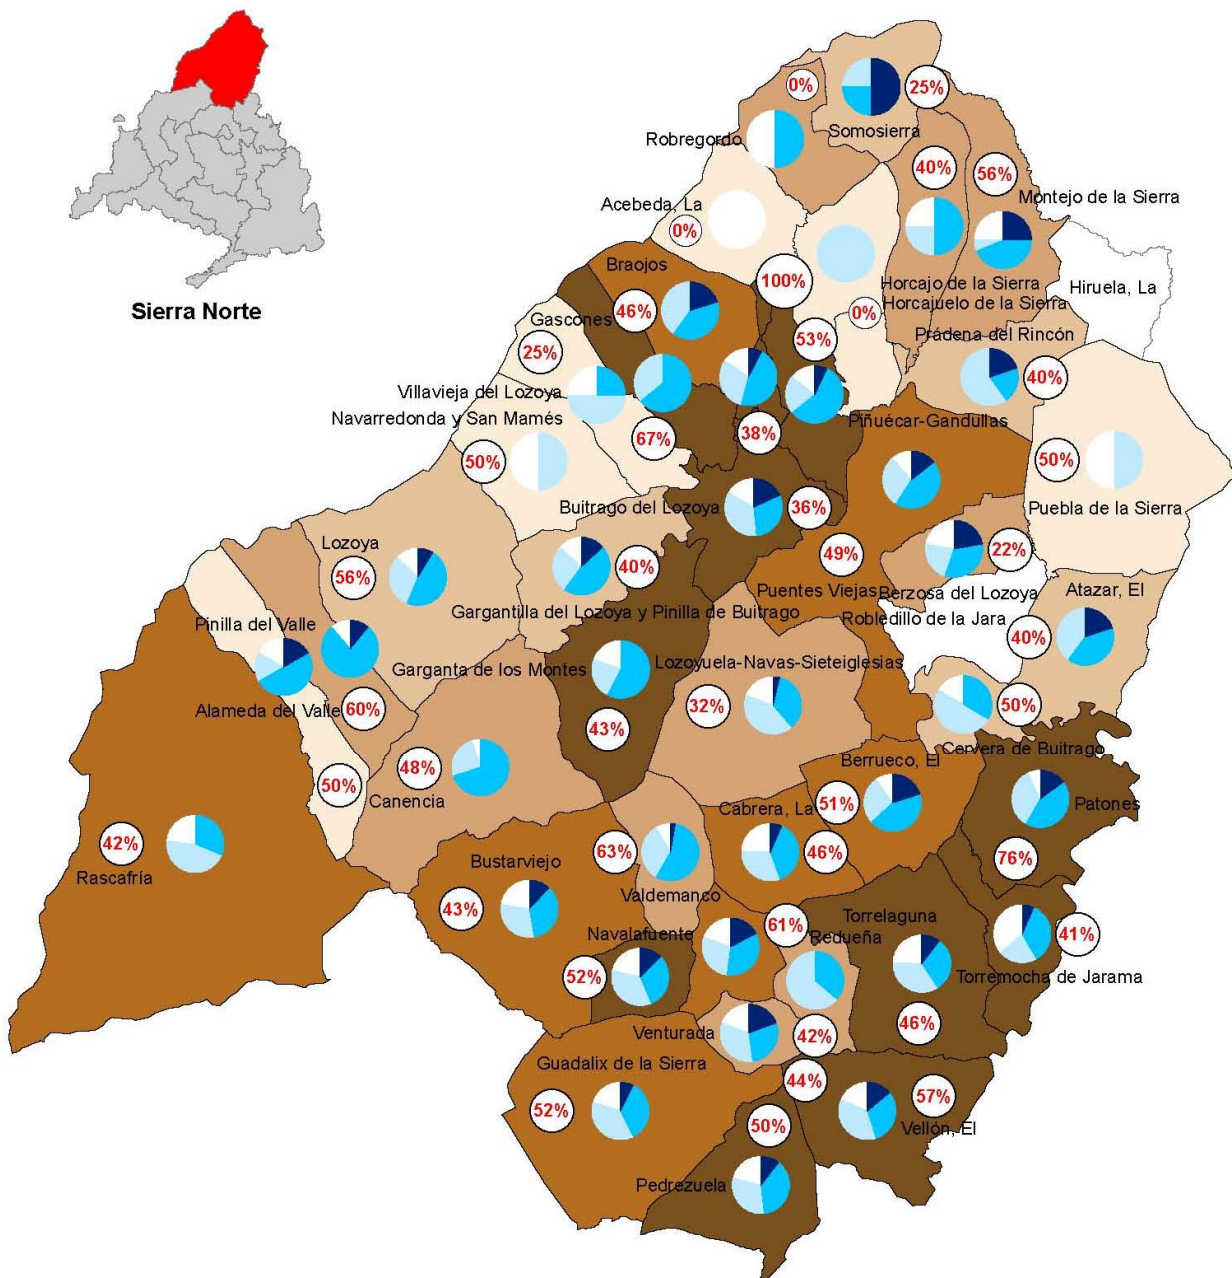 0%
25%
Somosierra
Robregordo
40%
56%
Montejo de la Sierra
Acebeda, La
0%
Braojos
100%
Horcajo de la Sierra
Hiruela, La
Sierra Norte
46%
0%
Horcajuelo de la Sierra
Gascones
53%
Prádena del Rincón
25%
40%
Villavieja del Lozoya
Navarredonda y San Mamés
67%
38%
Piñuécar-Gandullas
50%
50%
Puebla de la Sierra
Buitrago del Lozoya
36%
Lozoya
56%
40%
49%
22%
Puentes Viejas
Berzosa del Lozoya
Atazar, El
Gargantilla del Lozoya y Pinilla de Buitrago
Robledillo de la Jara
Pinilla del Valle
40%
Garganta de los Montes
Lozoyuela-Navas-Sieteiglesias
Alameda del Valle
60%
32%
50%
43%
Cervera de Buitrago
48%
Berrueco, El
50%
Canencia
Cabrera, La
51%
Patones
42%
63%
46%
76%
Rascafría
Bustarviejo
Valdemanco
43%
Navalafuente
61%
Torrelaguna
Redueña
41%
52%
Torremocha de Jarama
Venturada
42%
46%
Guadalix de la Sierra
44%
57%
52%
50%
Vellón, El
Pedrezuela